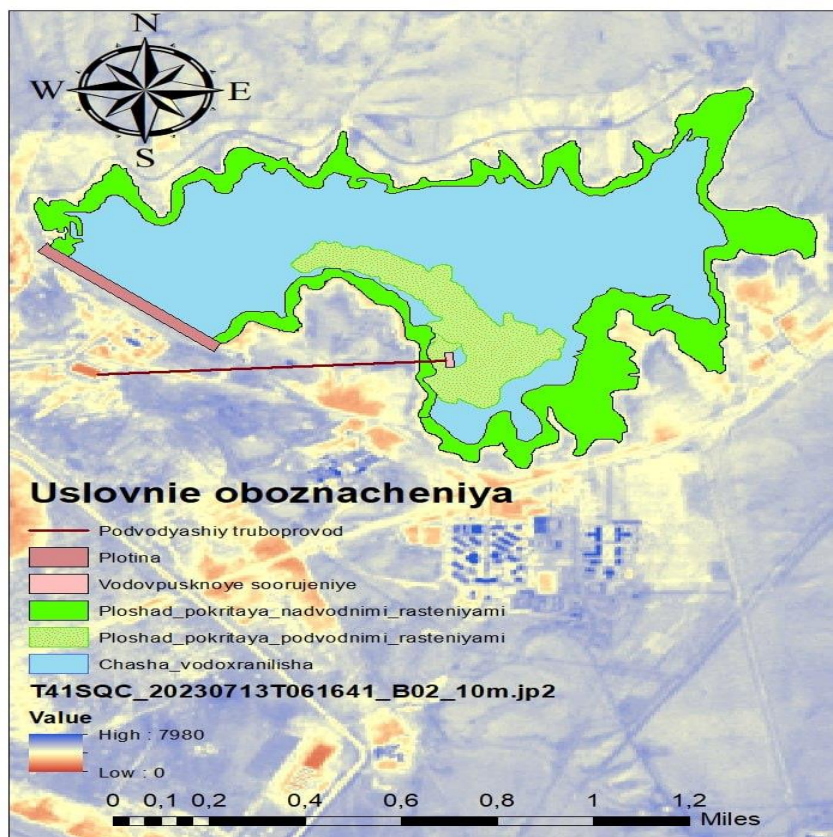 N
W E
S
Uslovnie oboznacheniya
Podvodyashiy truboprovod
Plotina
Vodovpusknoye soorujeniye
Ploshad_pokritaya_nadvodnimi_rasteniyami
Ploshad_pokritaya_podvodnimi_rasteniyami
Chasha_vodoxranilisha
T41SQC_20230713T061641_B02_10m.jp2
Value
High : 7980
Low : 0
0 0,1 0,2 0,4 0,6 0,8 1 1,2
Miles